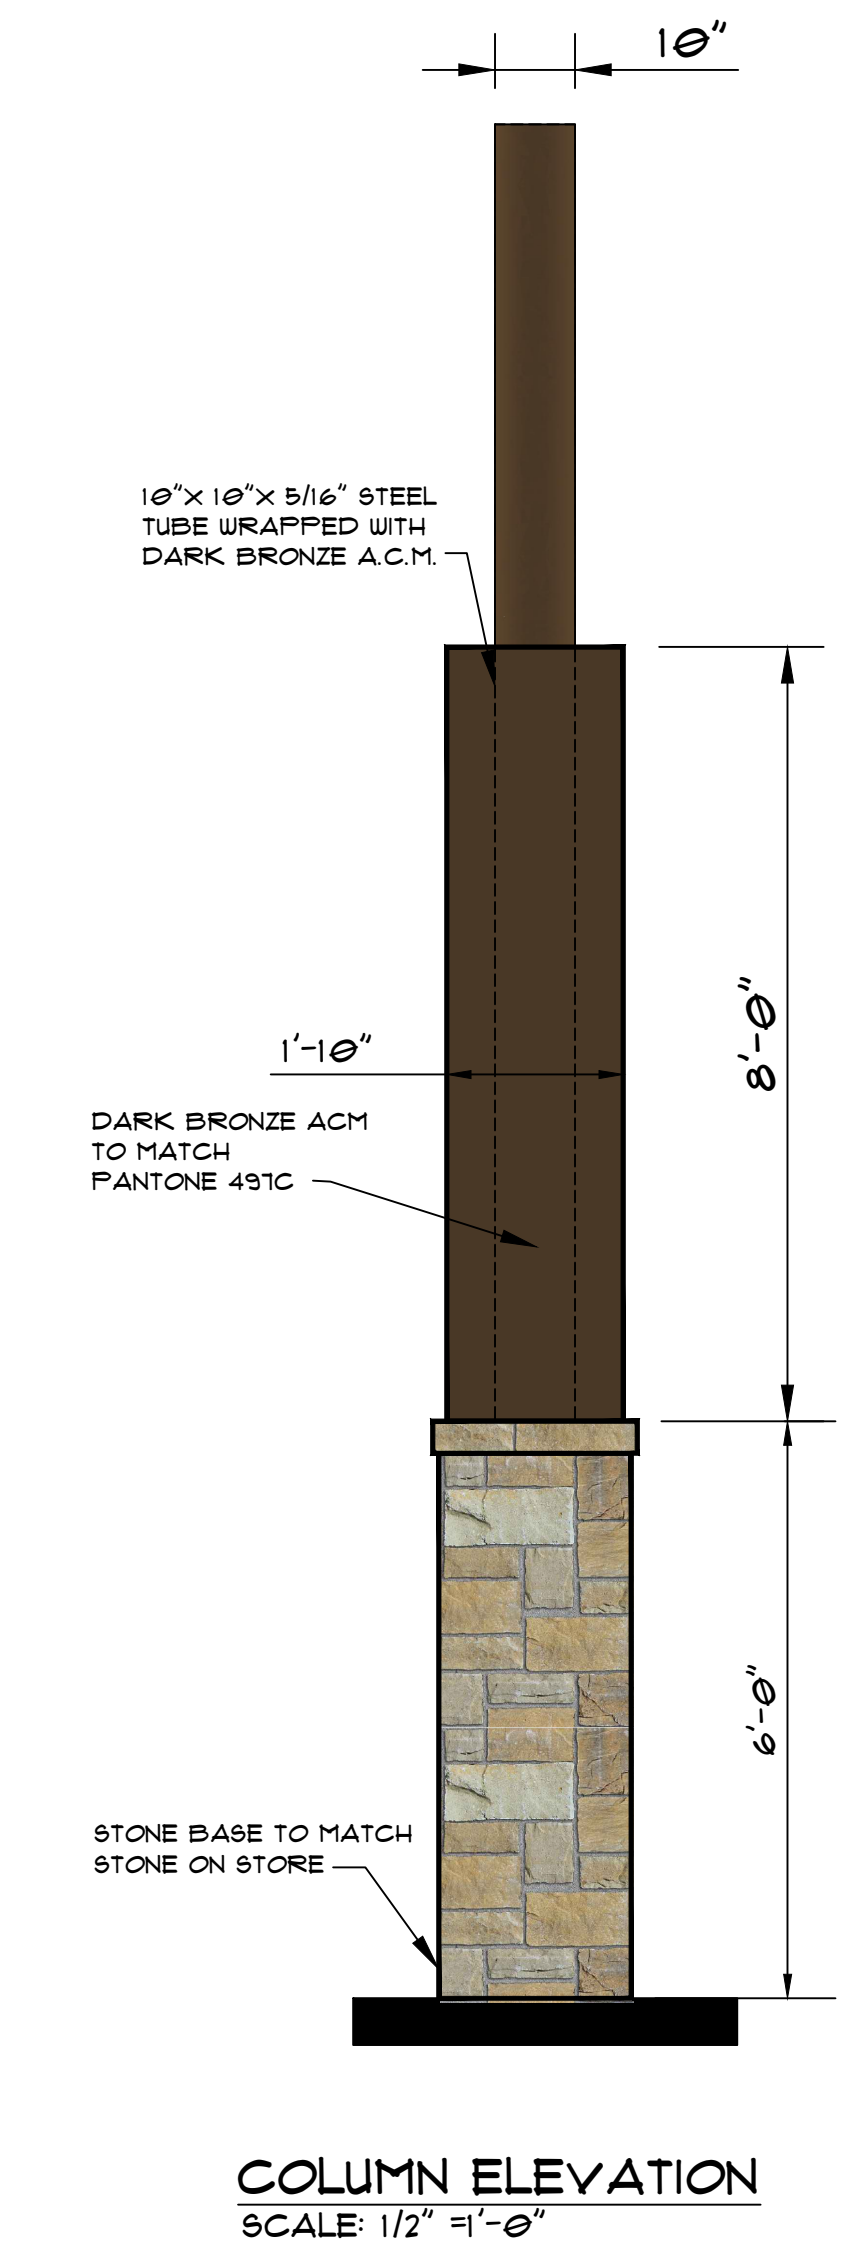 10"
10"X 10"X 5/16" STEEL
TUBE WRAPPED WITH
DARK BRONZE A.C.M.
8'-0"
1'-10"
DARK BRONZE ACM
TO MATCH
PANTONE 497C
6'-0"
STONE BASE TO MATCH
STONE ON STORE
COLUMN ELEVATION
SCALE: 1/2" =1'-0"